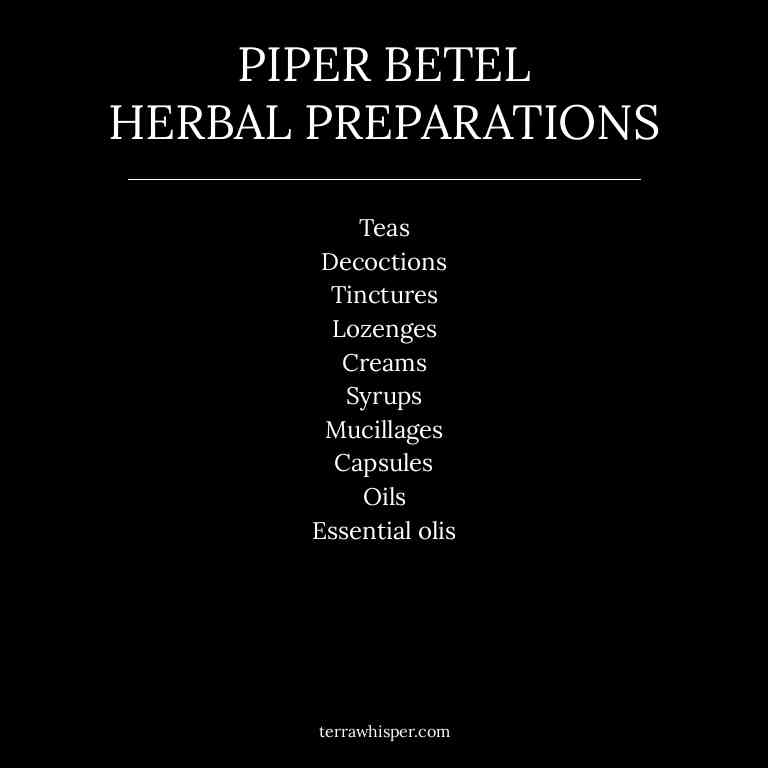 PIPER BETEL
HERBAL PREPARATIONS
Teas
Decoctions
Tinctures
Lozenges
Creams
Syrups
Mucillages
Capsules
Oils
Essential olis
terrawhisper.com